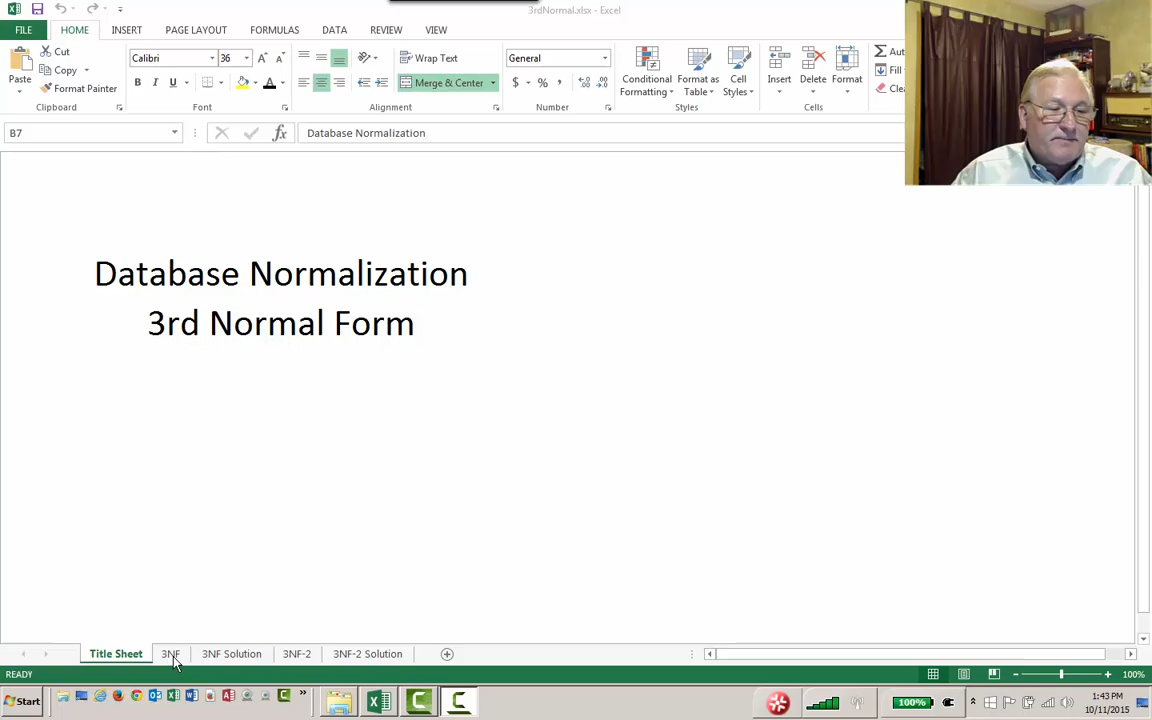 3rdNormal.xlsx - Excel
FILE HOME INSERT PAGE LAYOUT FORMULAS DATA REVIEW VIEW
Paste
Cut
Copy
Format Painter
Clipboard
Calibri 36
B I U
Font
Wrap Text
Merge & Center
Alignment
General
$ % ,
Number
Conditional Formatting
Format as Table
Cell Styles
Styles
Insert Delete Format
Cells
Fill
B7 fx Database Normalization
Database Normalization
3rd Normal Form
Title Sheet 3NF 3NF Solution 3NF-2 3NF-2 Solution
READY 100%
Start 100% 1:43 PM
10/11/2015